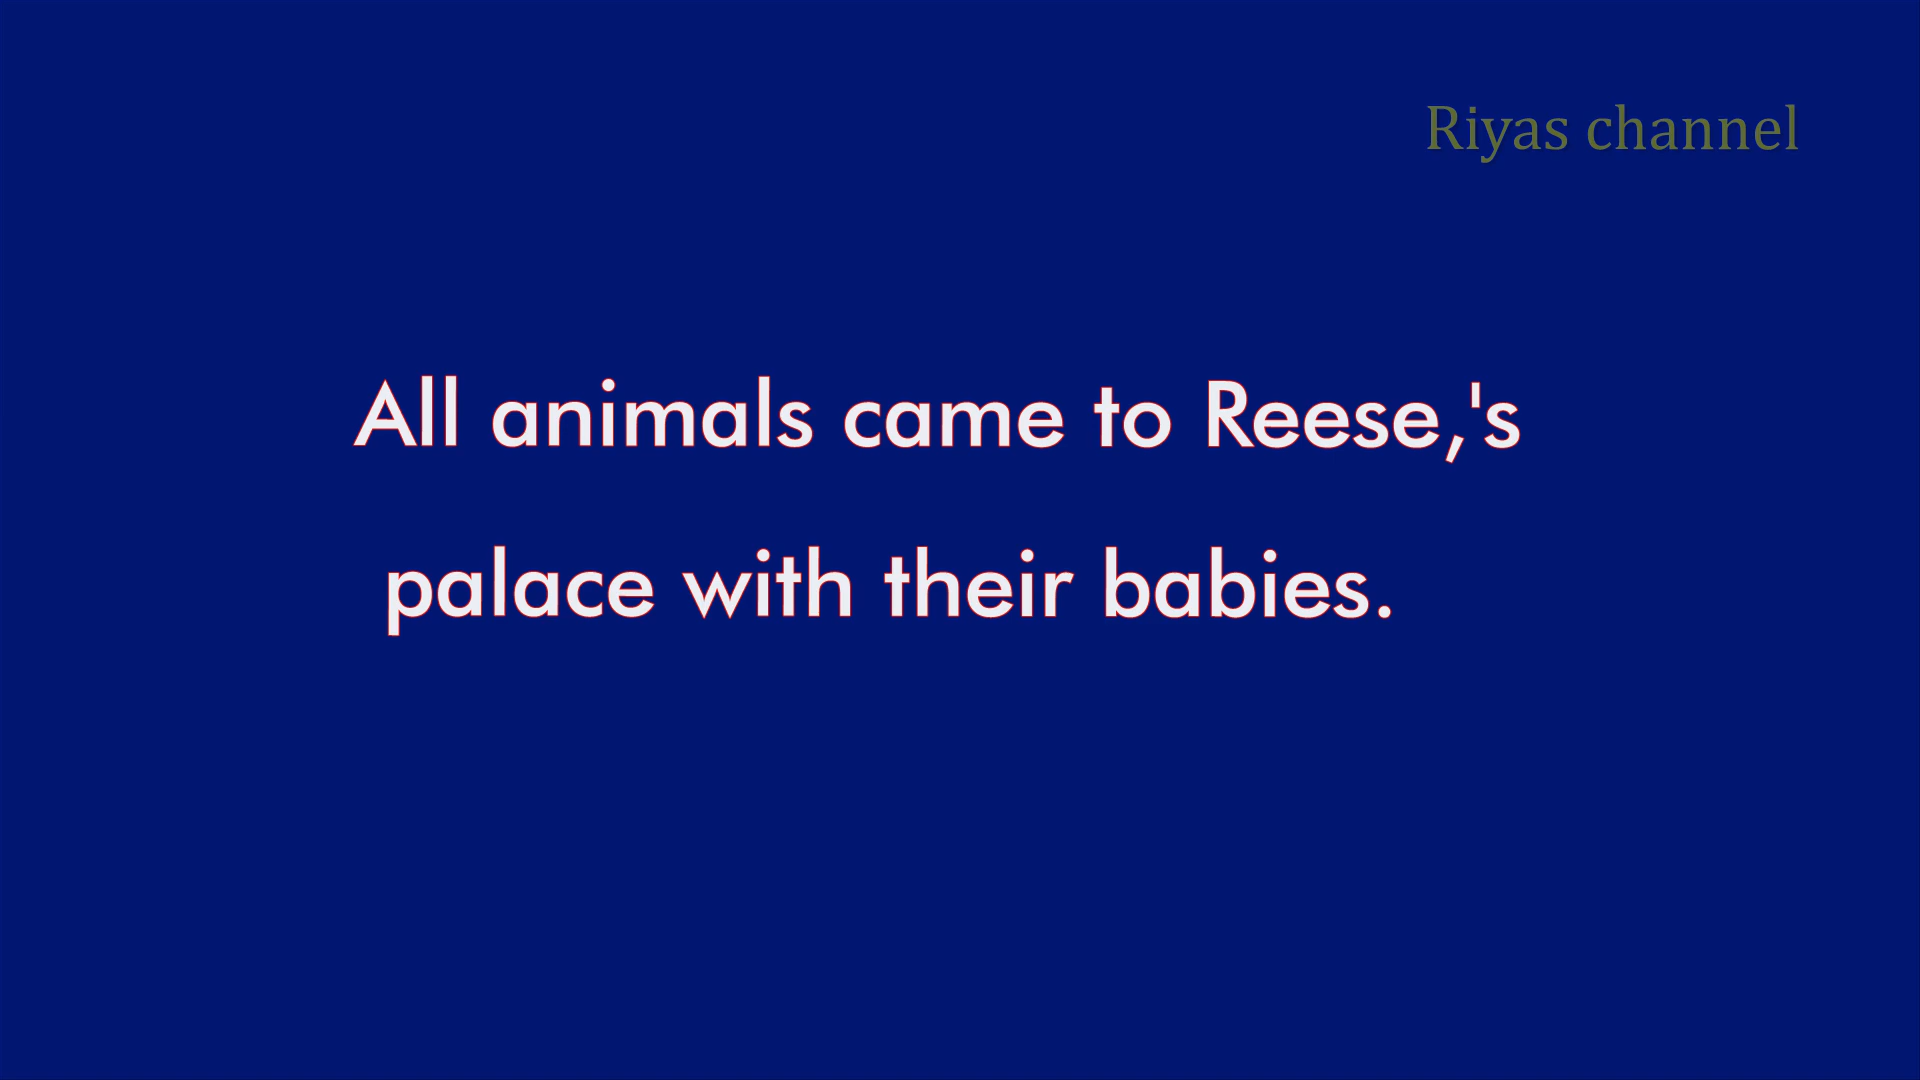 Riyas channel
All animals came to Reese,'s
palace with their babies.